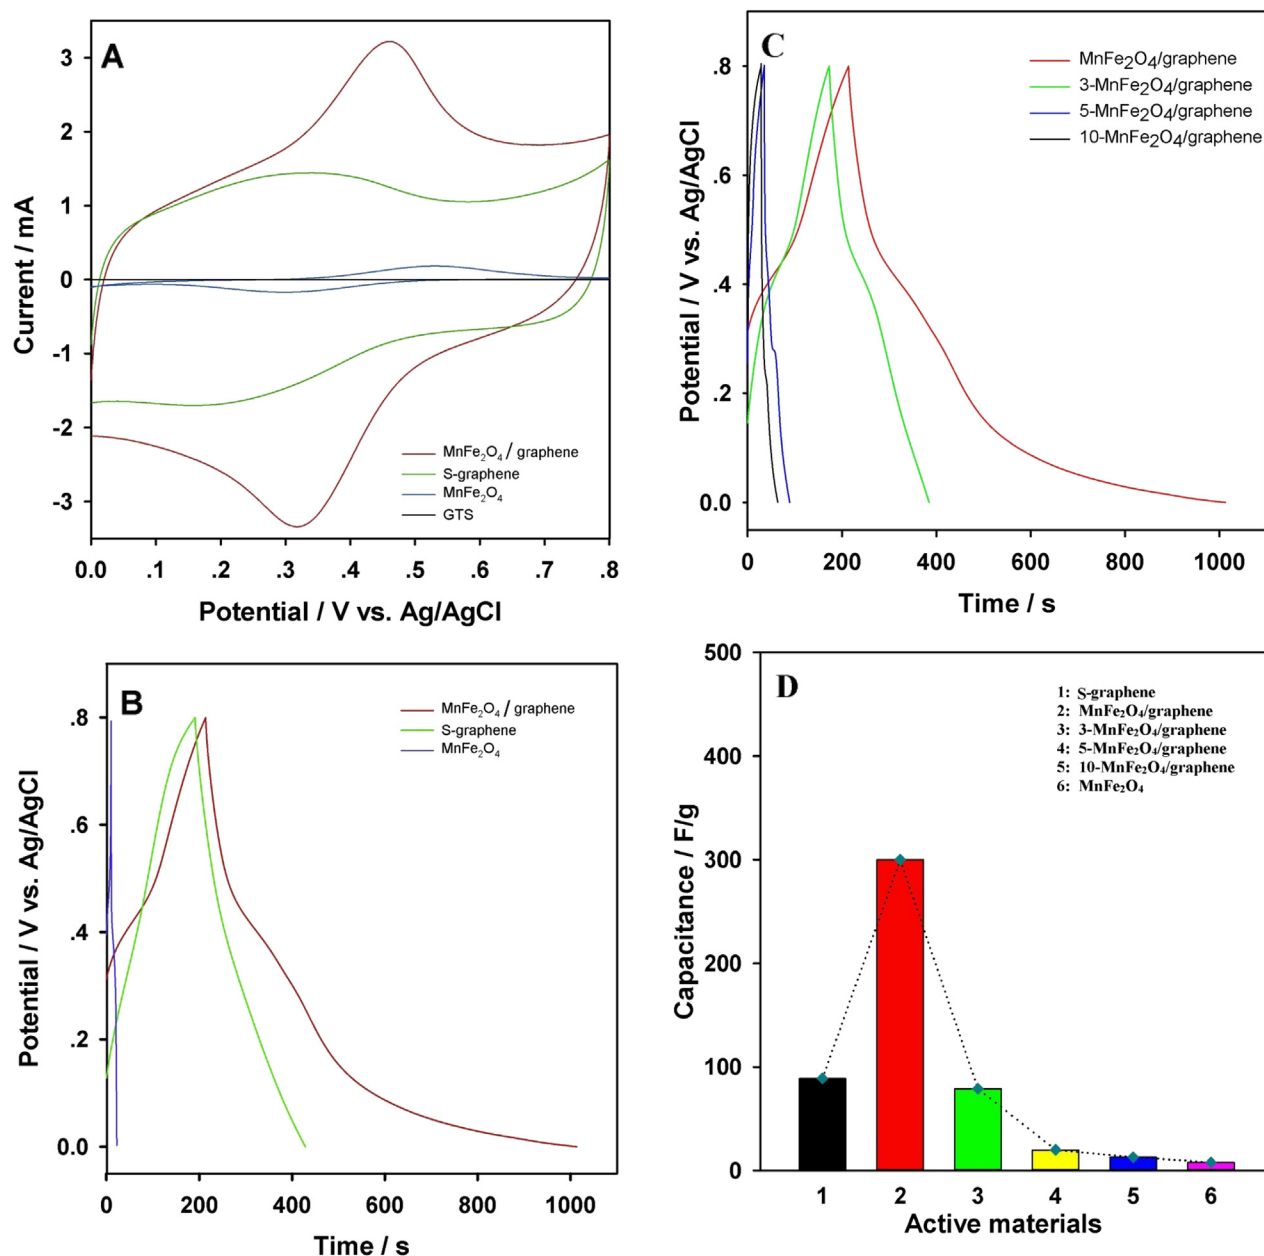 A
Current / mA
3
2
1
0
-1
-2
-3
MnFe₂O₄ / graphene
S-graphene
MnFe₂O₄
GTS
0.0 .1 .2 .3 .4 .5 .6 .7 .8
Potential / V vs. Ag/AgCl
C
Potential / V vs. Ag/AgCl
.8
.6
.4
.2
0.0
MnFe₂O₄/graphene
3-MnFe₂O₄/graphene
5-MnFe₂O₄/graphene
10-MnFe₂O₄/graphene
0 200 400 600 800 1000
Time / s
B
Potential / V vs. Ag/AgCl
.8
.6
.4
.2
0.0
MnFe₂O₄ / graphene
S-graphene
MnFe₂O₄
0 200 400 600 800 1000
Time / s
D
Capacitance / F/g
500
400
300
200
100
0
1: S-graphene
2: MnFe₂O₄/graphene
3: 3-MnFe₂O₄/graphene
4: 5-MnFe₂O₄/graphene
5: 10-MnFe₂O₄/graphene
6: MnFe₂O₄
1 2 3 4 5 6
Active materials